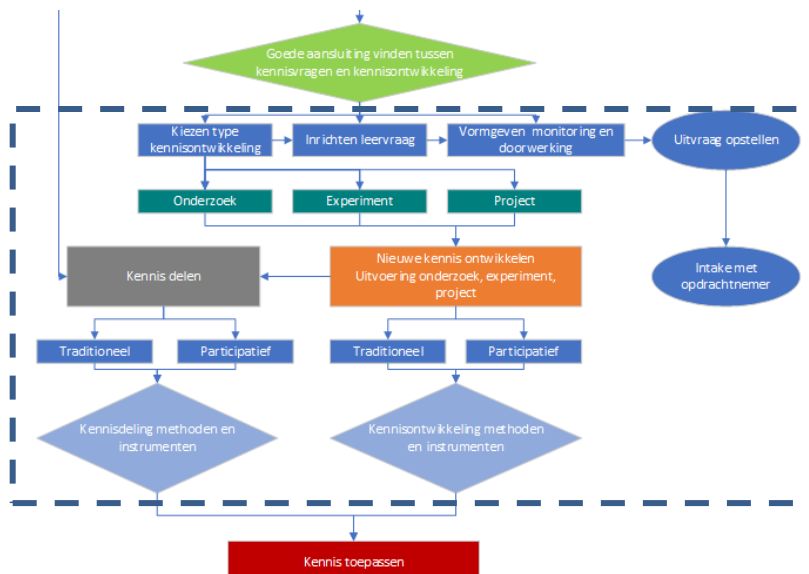 Goede aansluiting vinden tussen
kennisvragen en kennisontwikkeling
Kiezen type
kennisontwikkeling
Inrichten leervraag
Vormgeven monitoring en
doorwerking
Uitvraag opstellen
Onderzoek
Experiment
Project
Kennis delen
Nieuwe kennis ontwikkelen
Uitvoering onderzoek, experiment,
project
Intake met
opdrachtnemer
Traditioneel
Participatief
Traditioneel
Participatief
Kennisdeling methoden en
instrumenten
Kennisontwikkeling methoden
en instrumenten
Kennis toepassen